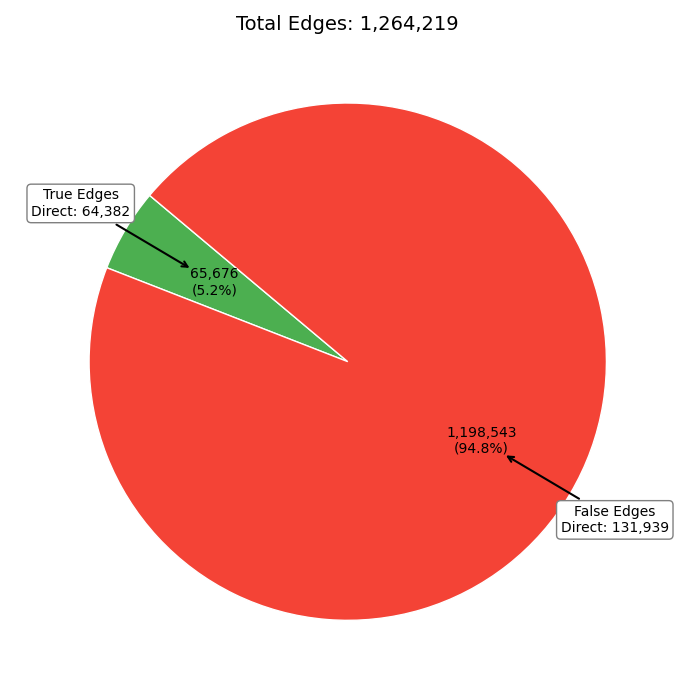 Total Edges: 1,264,219
True Edges
Direct: 64,382
65,676
(5.2%)
1,198,543
(94.8%)
False Edges
Direct: 131,939